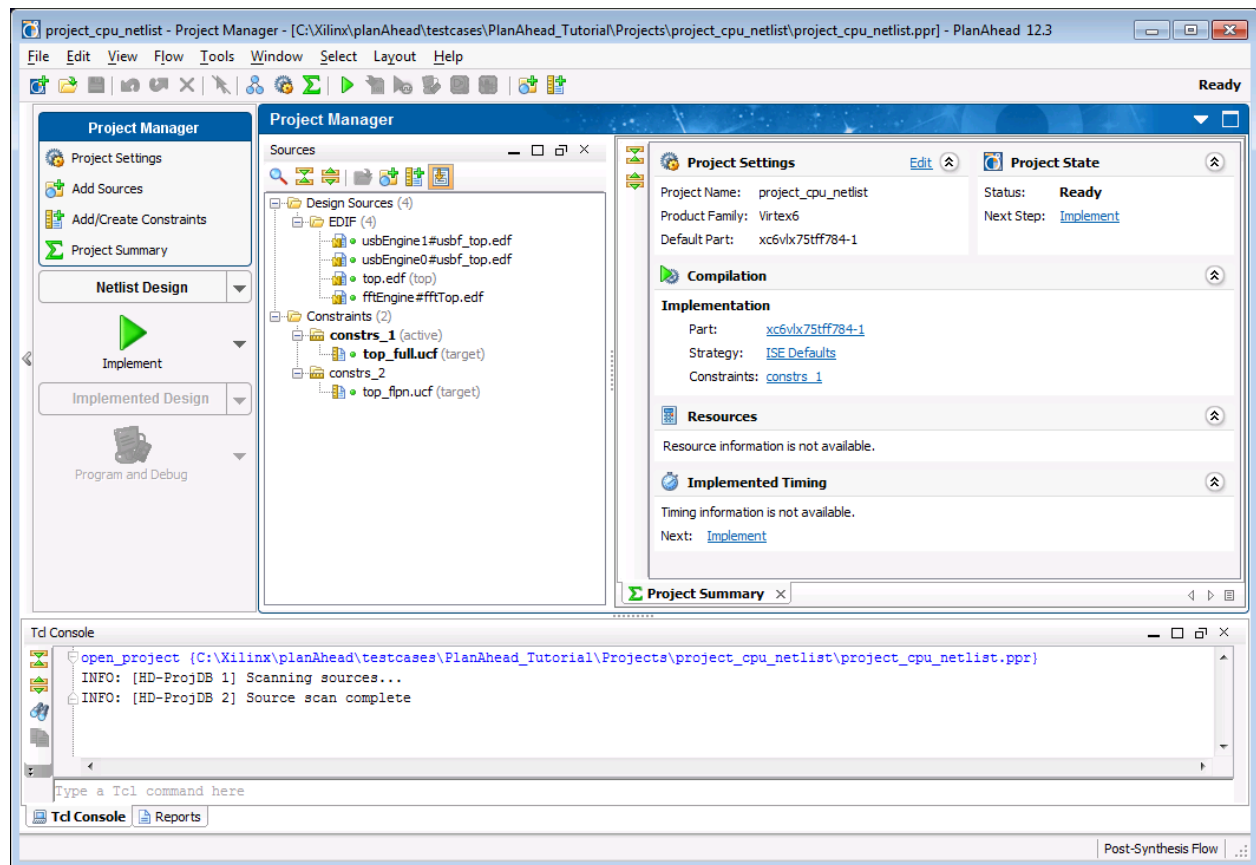 project_cpu_netlist - Project Manager - [C:\Xilinx\planAhead\testcases\PlanAhead_Tutorial\Projects\project_cpu_netlist\project_cpu_netlist.ppr] - PlanAhead 12.3
File Edit View Flow Tools Window Select Layout Help
Ready
Project Manager
Project Settings
Add Sources
Add/Create Constraints
Project Summary
Netlist Design
Implement
Implemented Design
Program and Debug
Project Manager
Sources
Design Sources (4)
EDIF (4)
usbEngine1#usbf_top.edf
usbEngine0#usbf_top.edf
top.edf (top)
fftEngine#fftTop.edf
Constraints (2)
constrs_1 (active)
top_full.ucf (target)
constrs_2
top_flpn.ucf (target)
Project Settings Edit
Project Name: project_cpu_netlist
Product Family: Virtex6
Default Part: xc6vlx75tff784-1
Project State
Status: Ready
Next Step: Implement
Compilation
Implementation
Part: xc6vlx75tff784-1
Strategy: ISE Defaults
Constraints: constrs_1
Resources
Resource information is not available.
Implemented Timing
Timing information is not available.
Next: Implement
Project Summary
Tcl Console
open_project {C:\Xilinx\planAhead\testcases\PlanAhead_Tutorial\Projects\project_cpu_netlist\project_cpu_netlist.ppr}
INFO: [HD-ProjDB 1] Scanning sources...
INFO: [HD-ProjDB 2] Source scan complete
Type a Tcl command here
Tcl Console Reports
Post-Synthesis Flow